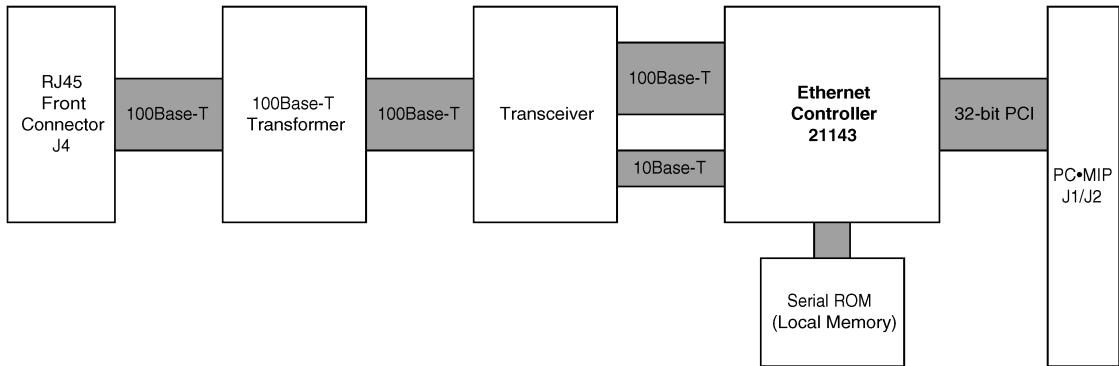 RJ45
Front
Connector
J4
100Base-T
100Base-T
Transformer
100Base-T
Transceiver
100Base-T
10Base-T
Ethernet
Controller
21143
32-bit PCI
PC•MIP
J1/J2
Serial ROM
(Local Memory)